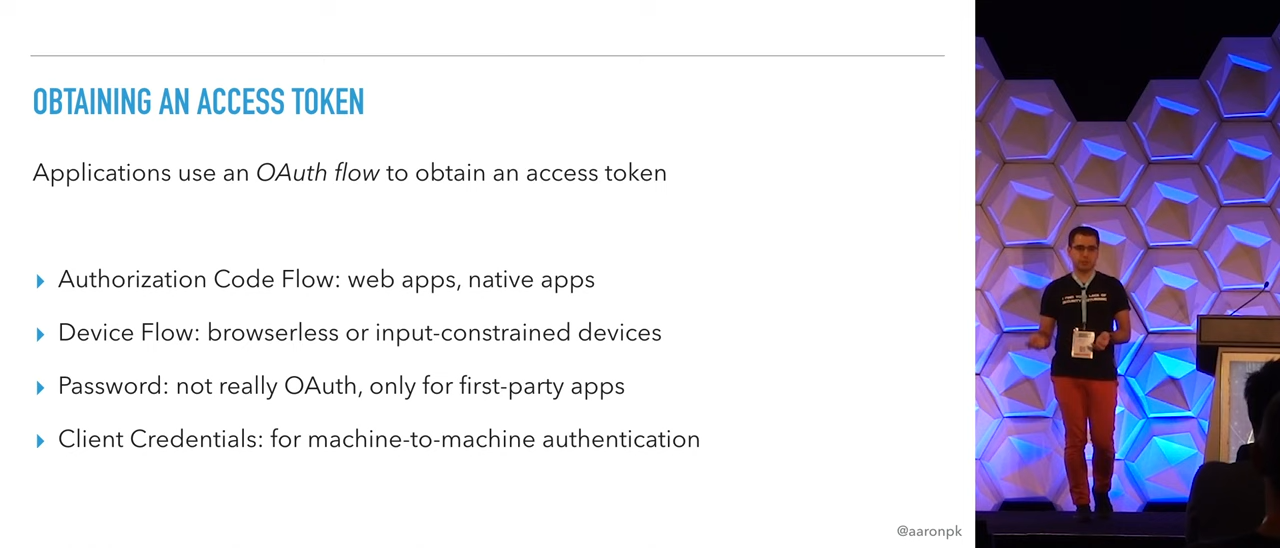 OBTAINING AN ACCESS TOKEN
Applications use an OAuth flow to obtain an access token
Authorization Code Flow: web apps, native apps
Device Flow: browserless or input-constrained devices
Password: not really OAuth, only for first-party apps
Client Credentials: for machine-to-machine authentication
@aaronpk